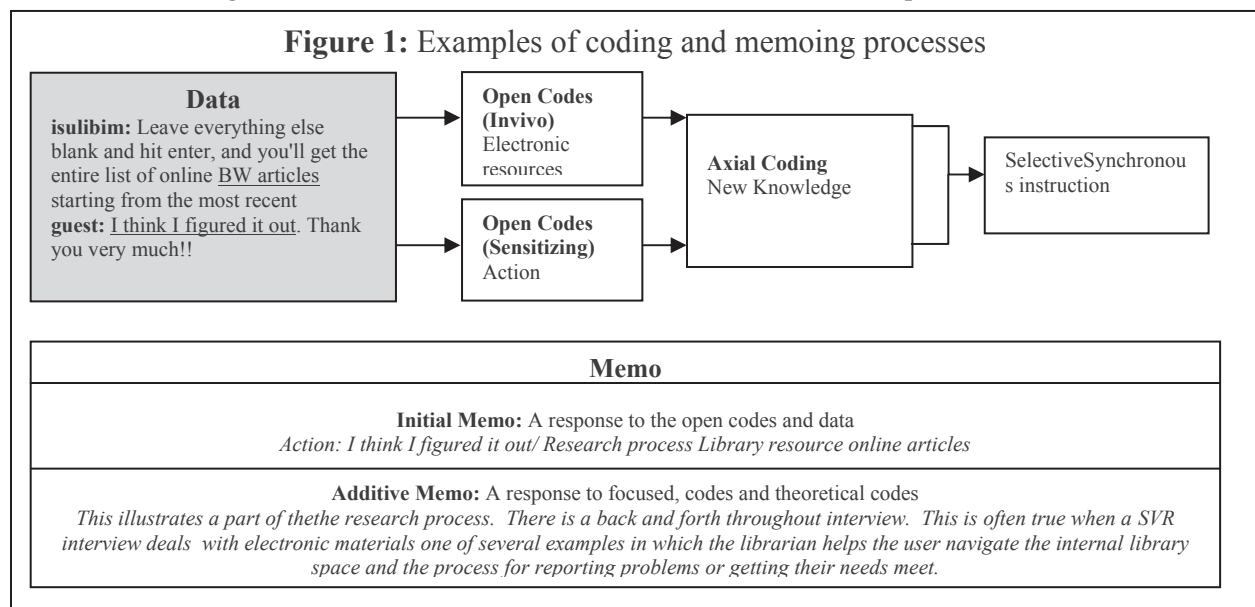 Figure 1: Examples of coding and memoing processes
Data
isulibim: Leave everything else
blank and hit enter, and you'll get the
entire list of online BW articles
starting from the most recent
guest: I think I figured it out. Thank
you very much!!
Open Codes
(Invivo)
Electronic
resources
Open Codes
(Sensitizing)
Action
Axial Coding
New Knowledge
SelectiveSynchronou
s instruction
Memo
Initial Memo: A response to the open codes and data
Action: I think I figured it out/ Research process Library resource online articles
Additive Memo: A response to focused, codes and theoretical codes
This illustrates a part of thethe research process. There is a back and forth throughout interview. This is often true when a SVR
interview deals with electronic materials one of several examples in which the librarian helps the user navigate the internal library
space and the process for reporting problems or getting their needs meet.